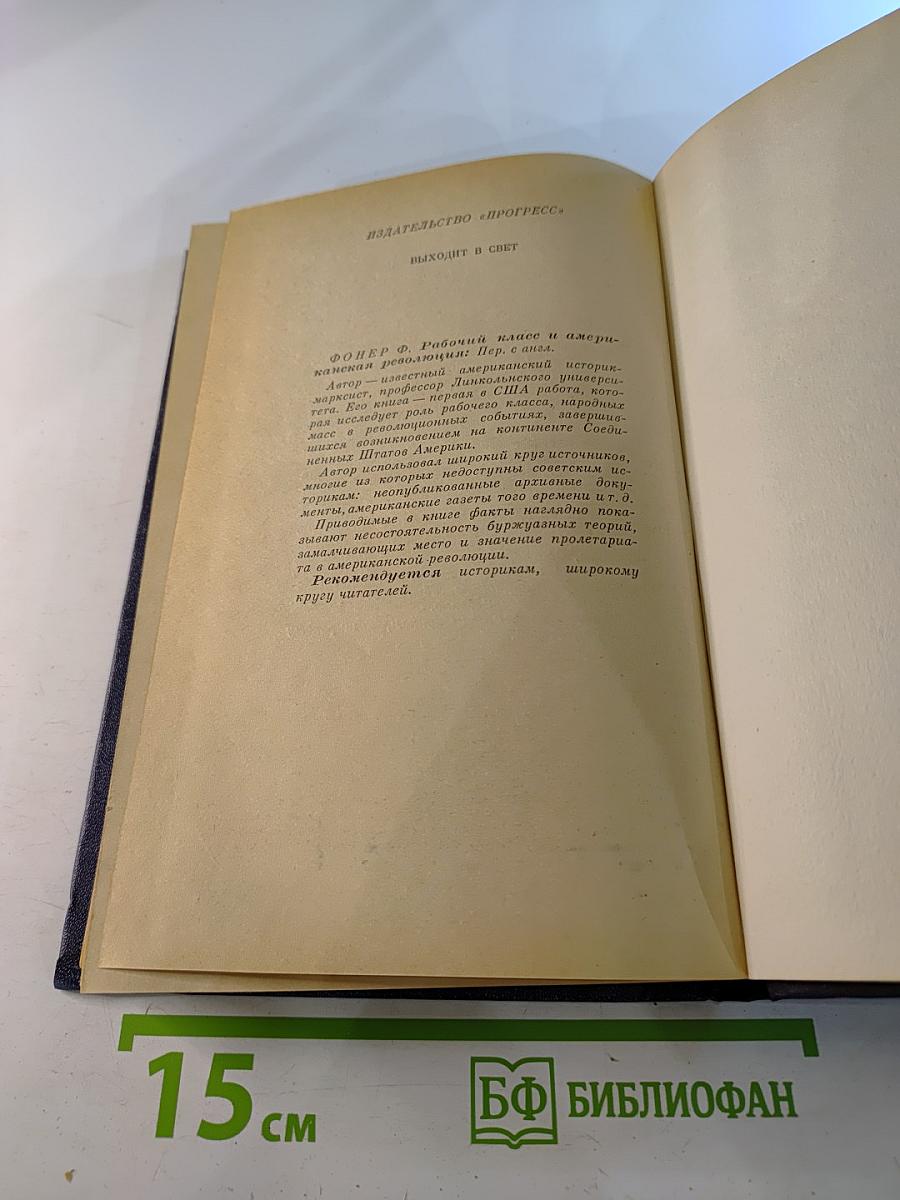 ИЗДАТЕЛЬСТВО «ПРОГРЕСС»
ВЫХОДИТ В СВЕТ
ФОНЕР Ф. Рабочий класс и амери-
канская революция: Пер. с англ.
Автор — известный американский историк-
марксист, профессор Линкольнского универси-
тета. Его книга — первая в США работа, кото-
рая исследует роль рабочего класса, народных
масс в революционных событиях, завершив-
шихся возникновением на континенте Соеди-
ненных Штатов Америки.
Автор использовал широкий круг источников,
многие из которых недоступны советским ис-
торикам: неопубликованные архивные доку-
менты, американские газеты того времени и т. д.
Приводимые в книге факты наглядно пока-
зывают несостоятельность буржуазных теорий,
замалчивающих место и значение пролетариа-
та в американской революции.
Рекомендуется историкам, широкому
кругу читателей.
15 см
БФ БИБЛИОФАН